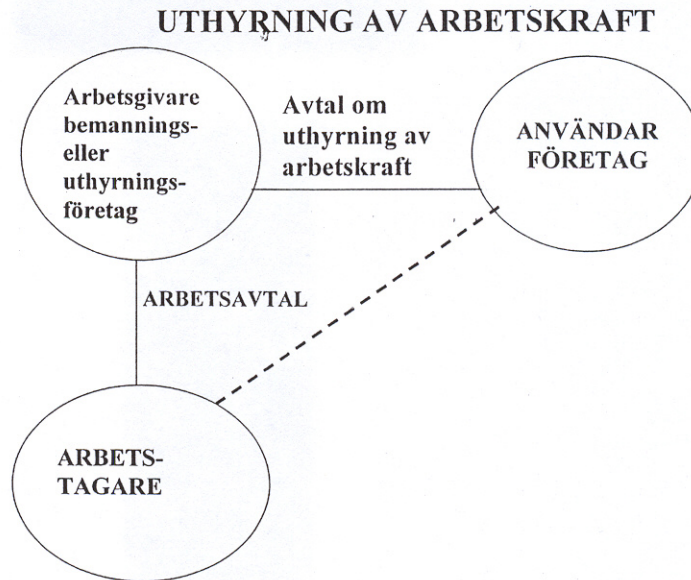 UTHYRNING AV ARBETSKRAFT
Arbetsgivare
bemannings-
eller
uthyrnings-
företag
Avtal om
uthyrning av
arbetskraft
ANVÄNDAR
FÖRETAG
ARBETSAVTAL
ARBETS-
TAGARE